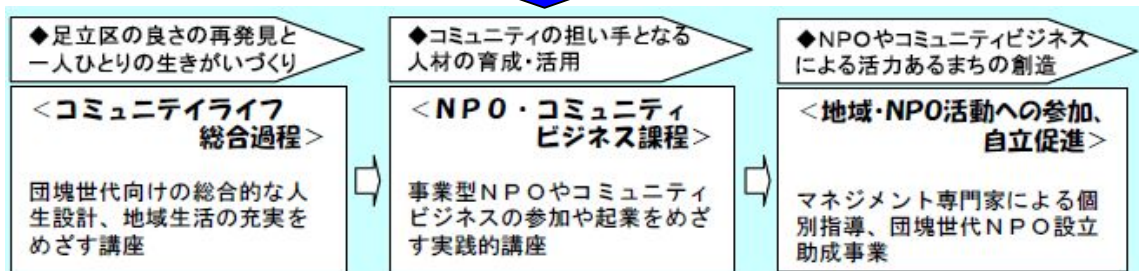 ◆足立区の良さの再発見と
一人ひとりの生きがいづくり
<コミュニテイライフ
総合過程>
団塊世代向けの総合的な人
生設計、地域生活の充実を
めざす講座
◆コミュニティの担い手となる
人材の育成・活用
<NPO・コミュニティ
ビジネス課程>
事業型NPOやコミュニティ
ビジネスの参加や起業をめざ
す実践的講座
◆NPOやコミュニティビジネス
による活力あるまちの創造
<地域・NPO活動への参加、
自立促進>
マネジメント専門家による個
別指導、団塊世代NPO設立
助成事業